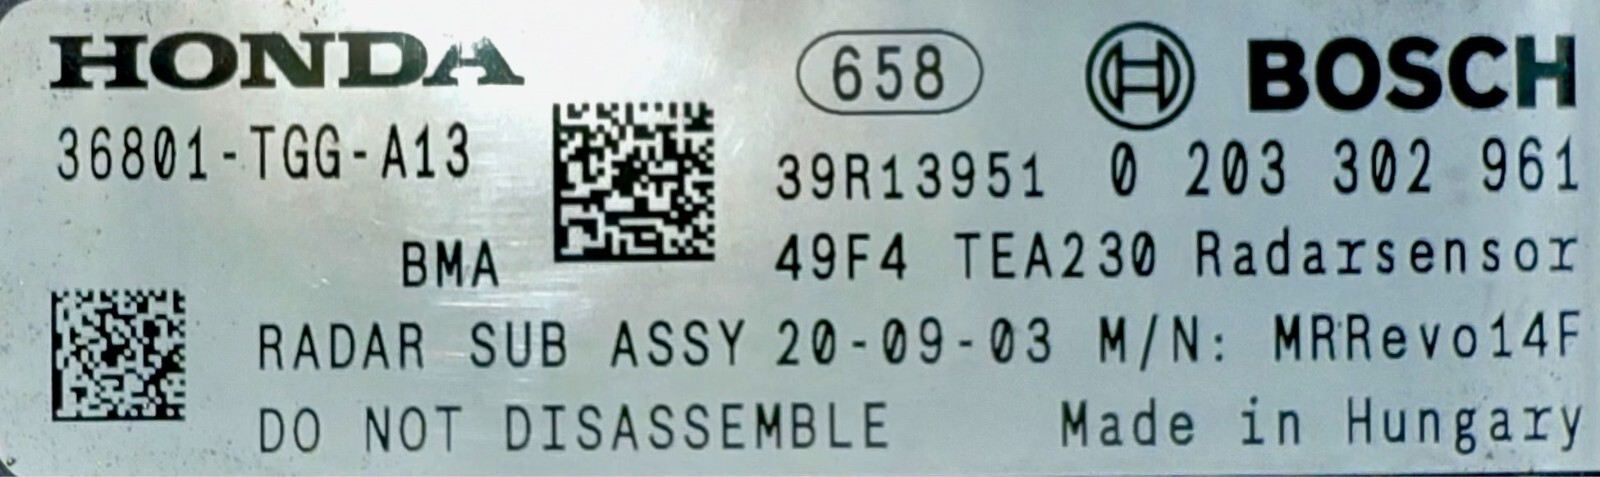 HONDA 658 BOSCH
36801-TGG-A13 39R13951 0 203 302 961
BMA 49F4 TEA230 Radarsensor
RADAR SUB ASSY 20-09-03 M/N: MRRevo14F
DO NOT DISASSEMBLE Made in Hungary